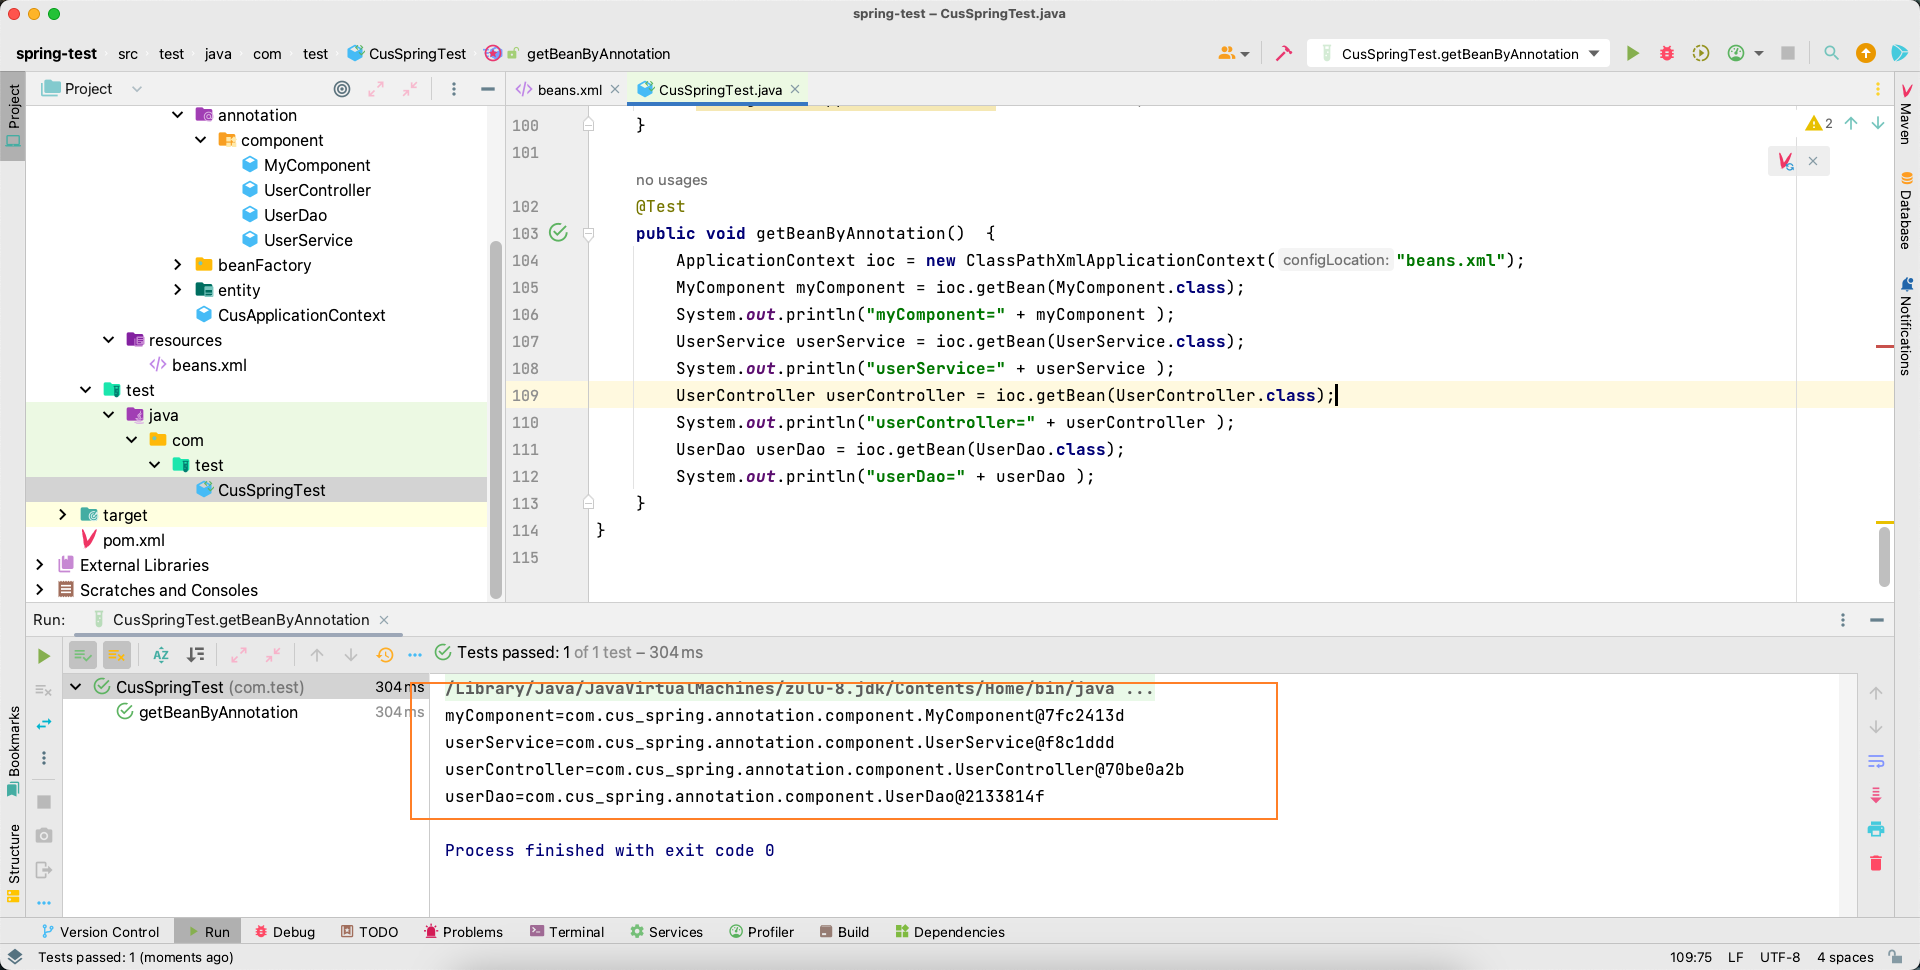 spring-test – CusSpringTest.java
spring-test src test java com test CusSpringTest getBeanByAnnotation
CusSpringTest.getBeanByAnnotation
Project
beans.xml
CusSpringTest.java
Project
annotation
component
MyComponent
UserController
UserDao
UserService
beanFactory
entity
CusApplicationContext
resources
beans.xml
test
java
com
test
CusSpringTest
target
pom.xml
External Libraries
Scratches and Consoles
2
100 }
101
no usages
102 @Test
103 public void getBeanByAnnotation() {
104 ApplicationContext ioc = new ClassPathXmlApplicationContext( configLocation: "beans.xml");
105 MyComponent myComponent = ioc.getBean(MyComponent.class);
106 System.out.println("myComponent=" + myComponent );
107 UserService userService = ioc.getBean(UserService.class);
108 System.out.println("userService=" + userService );
109 UserController userController = ioc.getBean(UserController.class);
110 System.out.println("userController=" + userController );
111 UserDao userDao = ioc.getBean(UserDao.class);
112 System.out.println("userDao=" + userDao );
113 }
114 }
115
Maven
Database
Notifications
Run: CusSpringTest.getBeanByAnnotation
Tests passed: 1 of 1 test – 304 ms
CusSpringTest (com.test) 304 ms
getBeanByAnnotation 304 ms
/Library/Java/JavaVirtualMachines/zulu-8.jdk/Contents/Home/bin/java ...
myComponent=com.cus_spring.annotation.component.MyComponent@7fc2413d
userService=com.cus_spring.annotation.component.UserService@f8c1ddd
userController=com.cus_spring.annotation.component.UserController@70be0a2b
userDao=com.cus_spring.annotation.component.UserDao@2133814f
Process finished with exit code 0
Bookmarks
Structure
Version Control Run Debug TODO Problems Terminal Services Profiler Build Dependencies
Tests passed: 1 (moments ago)
109:75 LF UTF-8 4 spaces